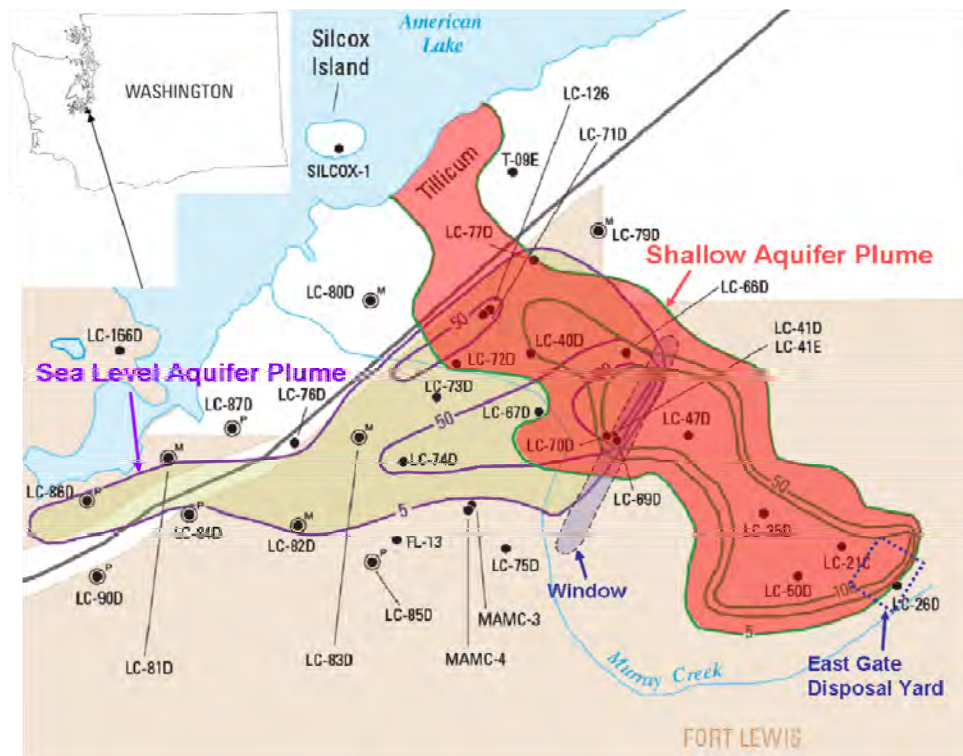 American
Lake
Silcox
Island
WASHINGTON
LC-126
LC-71D
SILCOX-1
Tillicum
T-09E
LC-77D
M
LC-79D
Shallow Aquifer Plume
LC-66D
M
LC-80D
50
LC-41D
LC-41E
LC-166D
LC-40D
LC-72D
Sea Level Aquifer Plume
LC-76D
LC-73D
P
LC-87D
LC-67D
50
M
M
LC-70D
LC-47D
LC-74D
LC-86D
P
LC-69D
50
5
P
LC-84D
M
LC-82D
LC-35D
FL-13
LC-75D
LC-21C
P
LC-90D
P
LC-85D
Window
LC-50D
100
LC-26D
MAMC-3
5
LC-81D
LC-83D
MAMC-4
Murray Creek
East Gate
Disposal Yard
FORT LEWIS